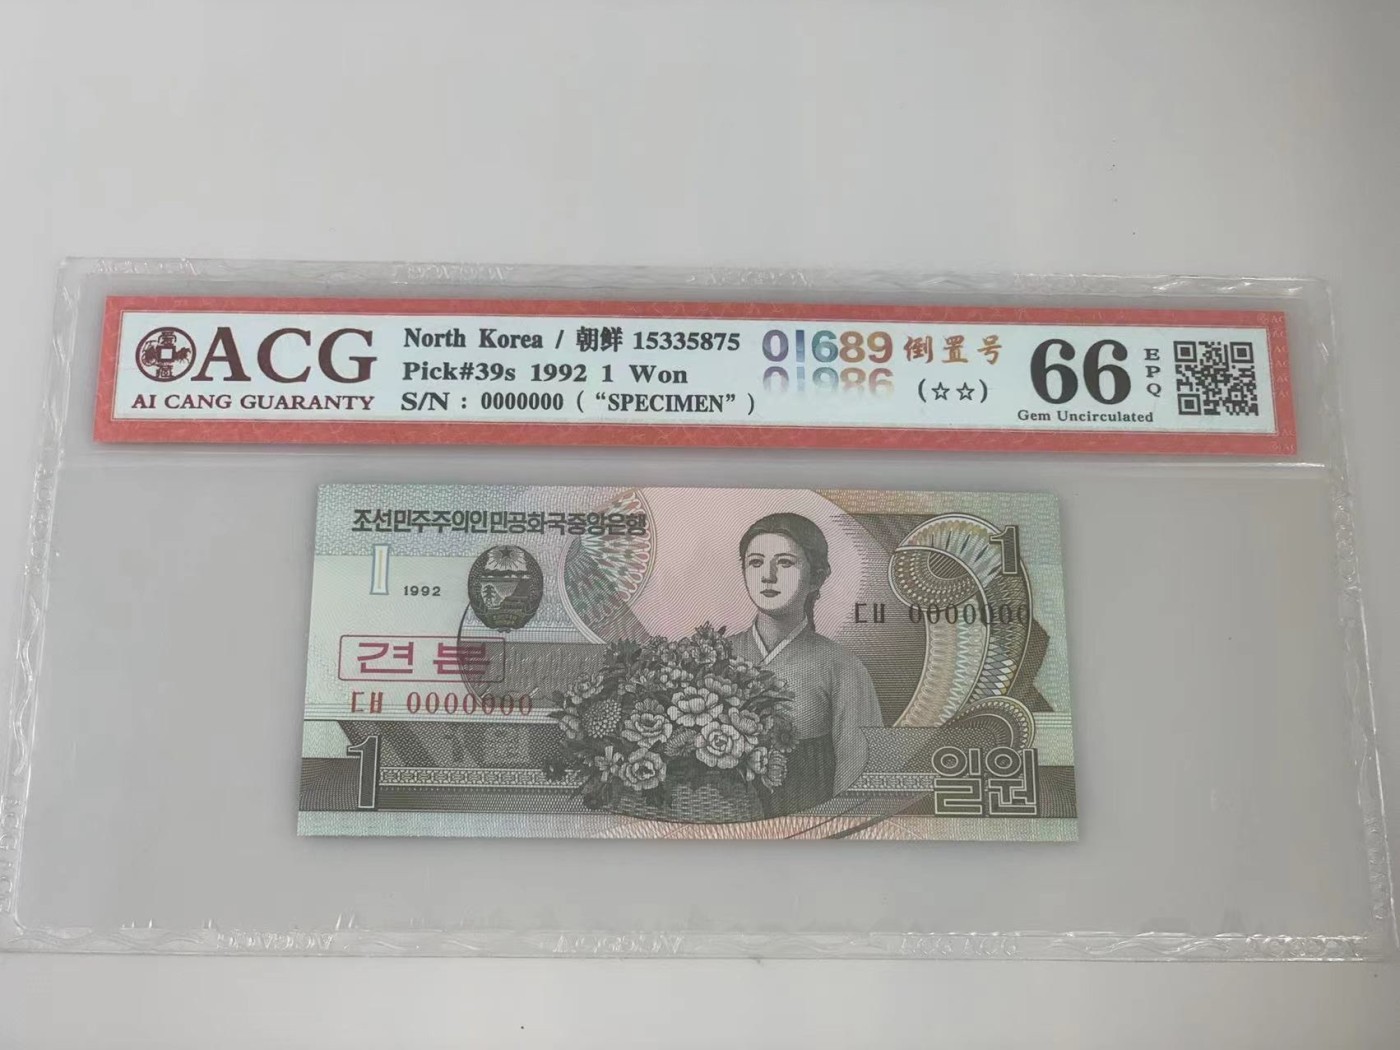 ACG
AI CANG GUARANTY
North Korea / 朝鲜 15335875
Pick#39s 1992 1 Won
S/N : 0000000 ( “SPECIMEN” )
01689 倒置号
(☆☆)
66 EPQ
Gem Uncirculated
조선민주주의인민공화국중앙은행
1
1992
1
ㄷㅂ 0000000
견본
ㄷㅂ 0000000
1
일원